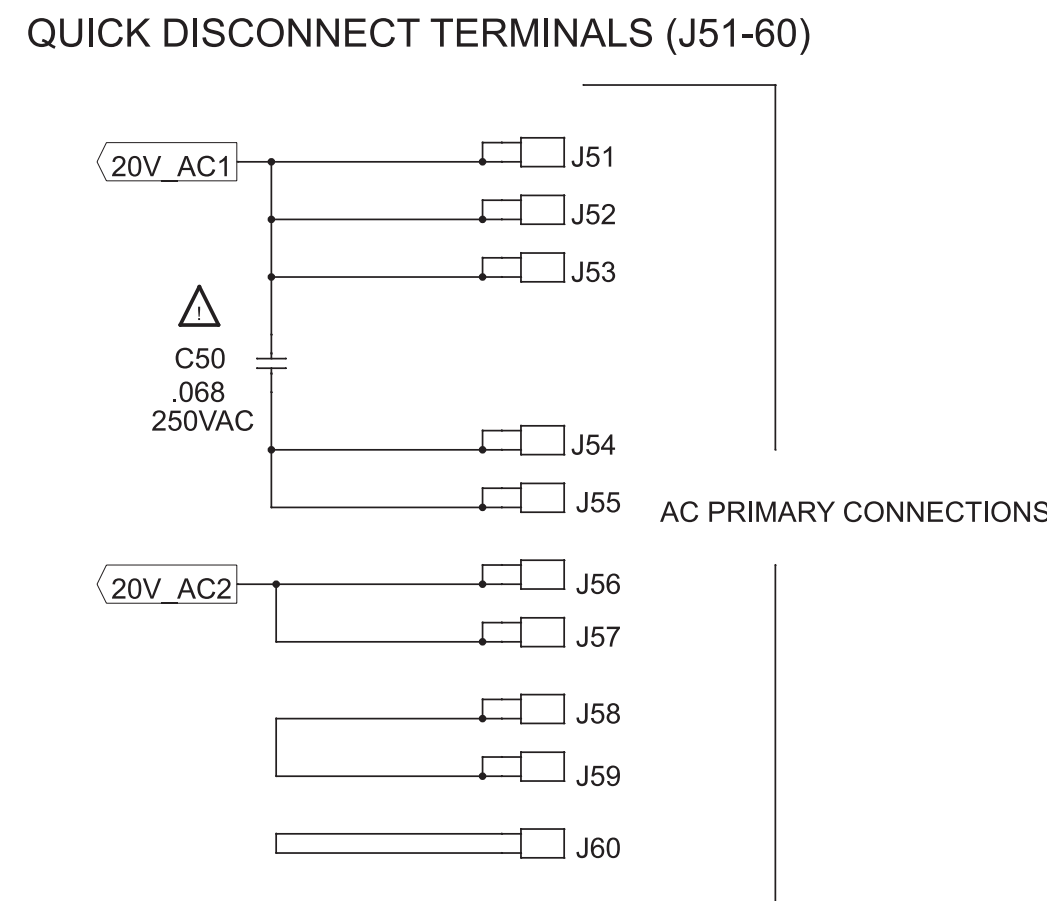 QUICK DISCONNECT TERMINALS (J51-60)
20V_AC1
J51
J52
J53
!
C50
.068
250VAC
J54
J55
AC PRIMARY CONNECTIONS
20V_AC2
J56
J57
J58
J59
J60